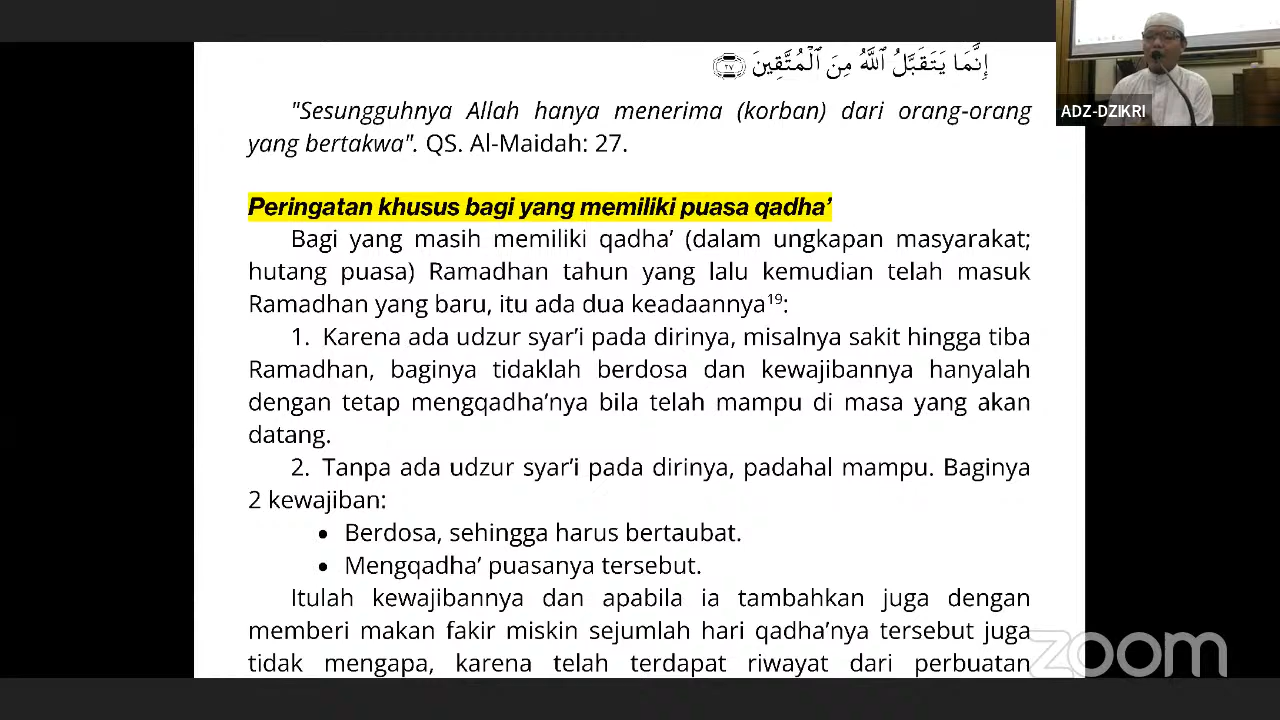 إِنَّمَا يَتَقَبَّلُ ٱللَّهُ مِنَ ٱلْمُتَّقِينَ ٢٧
"Sesungguhnya Allah hanya menerima (korban) dari orang-orang
yang bertakwa". QS. Al-Maidah: 27.
Peringatan khusus bagi yang memiliki puasa qadha’
Bagi yang masih memiliki qadha’ (dalam ungkapan masyarakat;
hutang puasa) Ramadhan tahun yang lalu kemudian telah masuk
Ramadhan yang baru, itu ada dua keadaannya¹⁹:
1. Karena ada udzur syar’i pada dirinya, misalnya sakit hingga tiba
Ramadhan, baginya tidaklah berdosa dan kewajibannya hanyalah
dengan tetap mengqadha’nya bila telah mampu di masa yang akan
datang.
2. Tanpa ada udzur syar’i pada dirinya, padahal mampu. Baginya
2 kewajiban:
• Berdosa, sehingga harus bertaubat.
• Mengqadha’ puasanya tersebut.
Itulah kewajibannya dan apabila ia tambahkan juga dengan
memberi makan fakir miskin sejumlah hari qadha’nya tersebut juga
tidak mengapa, karena telah terdapat riwayat dari perbuatan
ADZ-DZIKRI
zoom